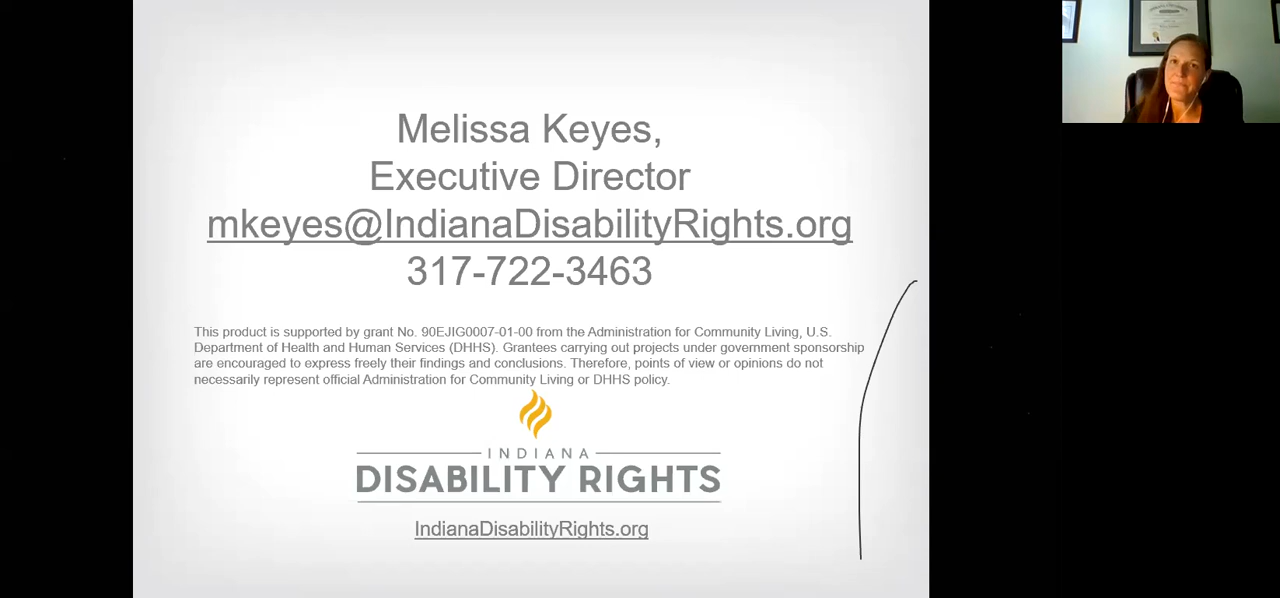 Melissa Keyes,
Executive Director
mkeyes@IndianaDisabilityRights.org
317-722-3463
This product is supported by grant No. 90EJIG0007-01-00 from the Administration for Community Living, U.S.
Department of Health and Human Services (DHHS). Grantees carrying out projects under government sponsorship
are encouraged to express freely their findings and conclusions. Therefore, points of view or opinions do not
necessarily represent official Administration for Community Living or DHHS policy.
INDIANA
DISABILITY RIGHTS
IndianaDisabilityRights.org